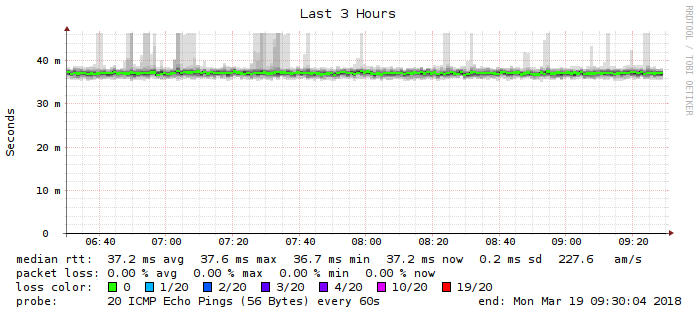 Last 3 Hours
RRDTOOL / TOBI OETIKER
Seconds
40 m
30 m
20 m
10 m
0
06:40 07:00 07:20 07:40 08:00 08:20 08:40 09:00 09:20
median rtt: 37.2 ms avg 37.6 ms max 36.7 ms min 37.2 ms now 0.2 ms sd 227.6 am/s
packet loss: 0.00 % avg 0.00 % max 0.00 % min 0.00 % now
loss color: 0 1/20 2/20 3/20 4/20 10/20 19/20
probe: 20 ICMP Echo Pings (56 Bytes) every 60s end: Mon Mar 19 09:30:04 2018